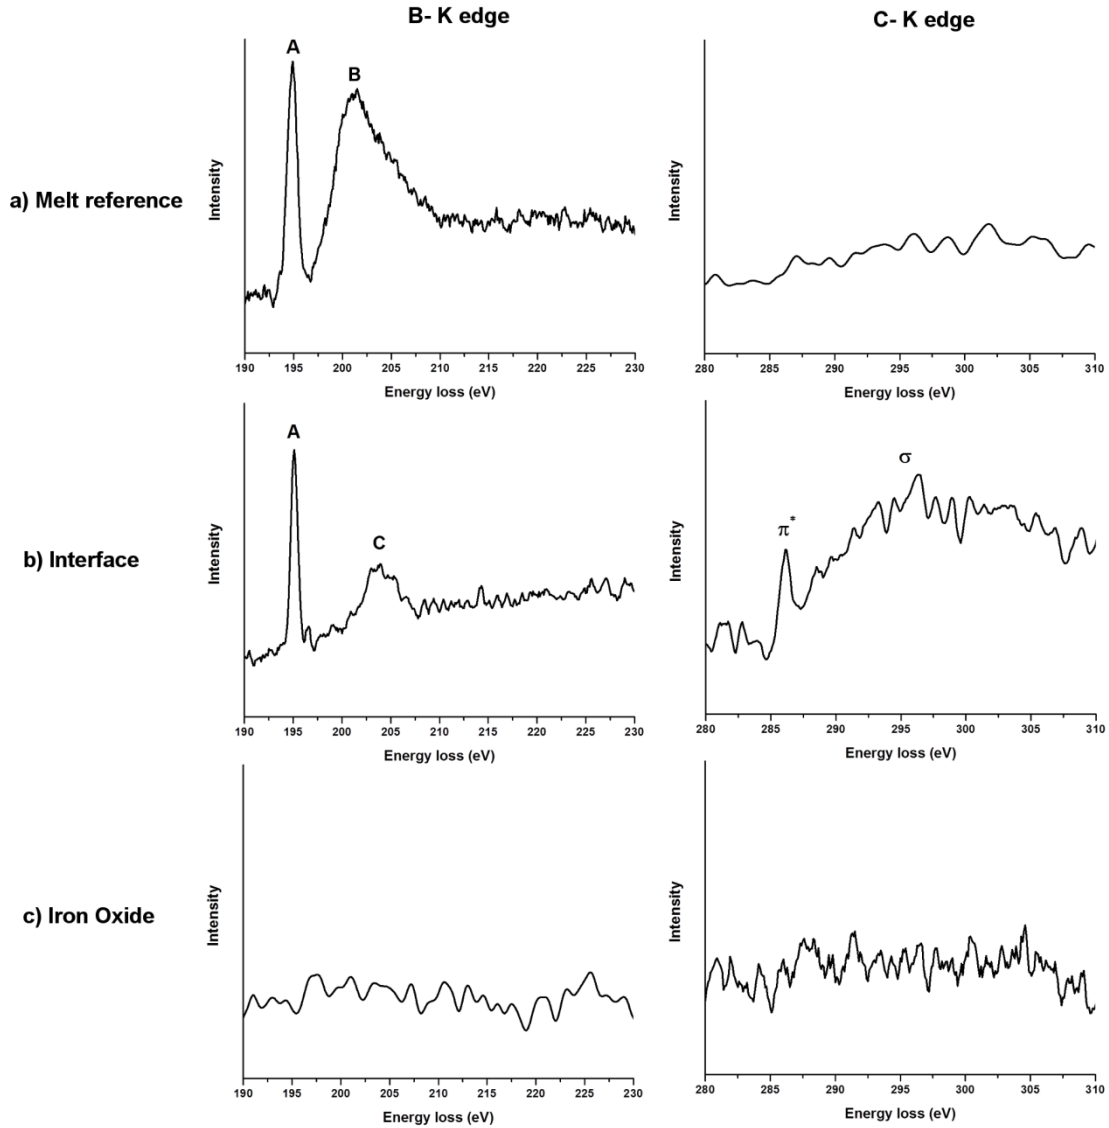 B- K edge
C- K edge
a) Melt reference
Intensity
A
B
190 195 200 205 210 215 220 225 230
Energy loss (eV)
Intensity
280 285 290 295 300 305 310
Energy loss (eV)
b) Interface
Intensity
A
C
190 195 200 205 210 215 220 225 230
Energy loss (eV)
Intensity
π*
σ
280 285 290 295 300 305 310
Energy loss (eV)
c) Iron Oxide
Intensity
190 195 200 205 210 215 220 225 230
Energy loss (eV)
Intensity
280 285 290 295 300 305 310
Energy loss (eV)